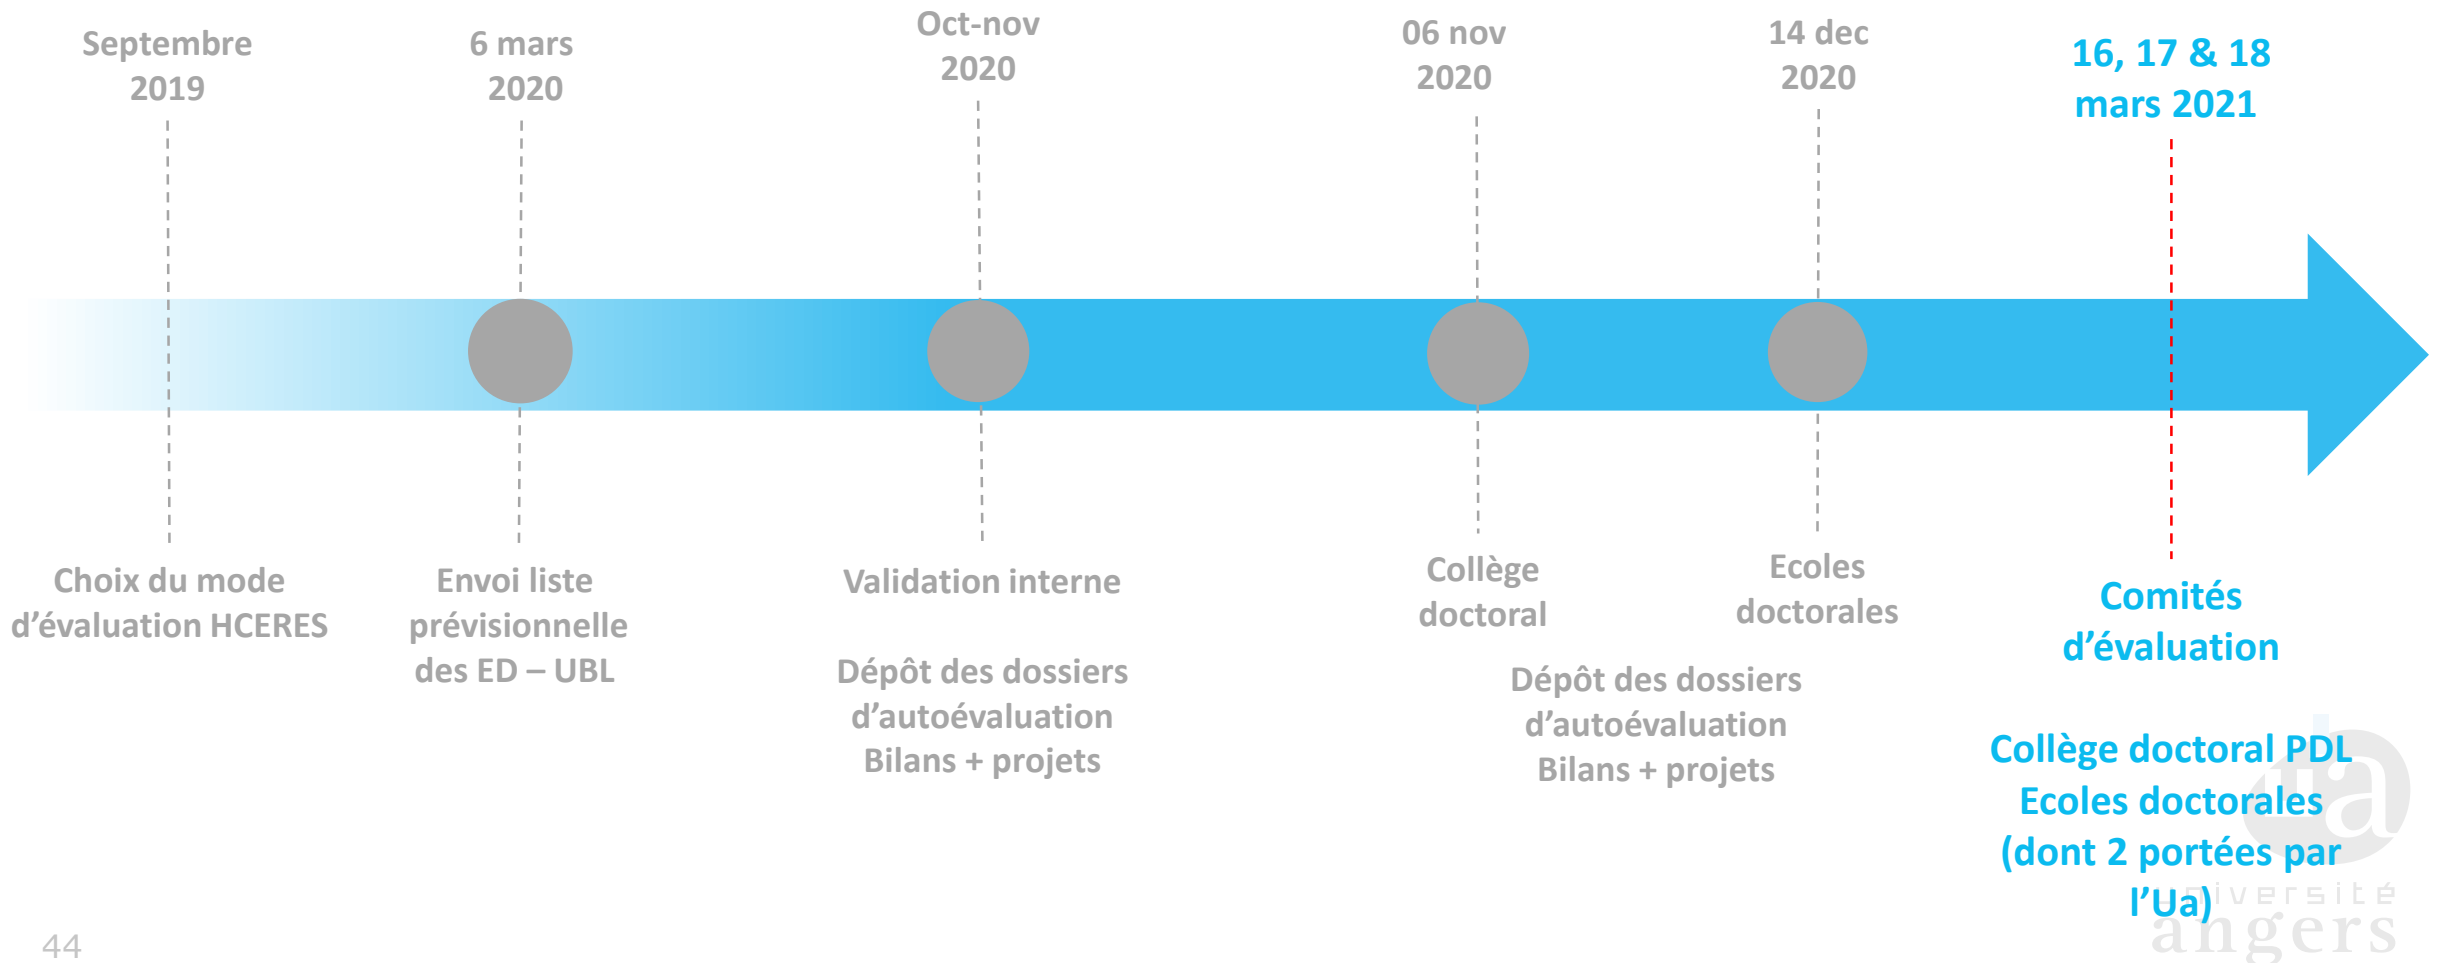 Septembre
2019
6 mars
2020
Oct-nov
2020
06 nov
2020
14 dec
2020
16, 17 & 18
mars 2021
Choix du mode
d’évaluation HCERES
Envoi liste
prévisionnelle
des ED – UBL
Validation interne
Dépôt des dossiers
d’autoévaluation
Bilans + projets
Collège
doctoral
Ecoles
doctorales
Dépôt des dossiers
d’autoévaluation
Bilans + projets
Comités
d’évaluation
Collège doctoral PDL
Ecoles doctorales
(dont 2 portées par
l’Ua)
ua
université
angers
44